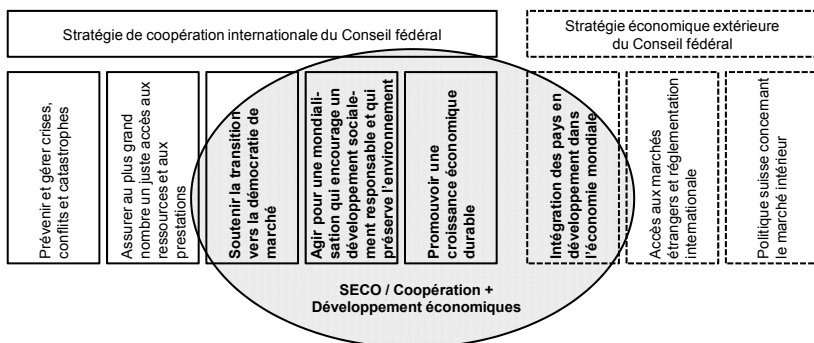 Stratégie de coopération internationale du Conseil fédéral
Stratégie économique extérieure
du Conseil fédéral
Prévenir et gérer crises,
conflits et catastrophes
Assurer au plus grand
nombre un juste accès aux
ressources et aux
prestations
Soutenir la transition
vers la démocratie de
marché
Agir pour une mondiali-
sation qui encourage un
développement sociale-
ment responsable et qui
préserve l'environnement
Promouvoir une
croissance économique
durable
Intégration des pays en
développement dans
l'économie mondiale
Accès aux marchés
étrangers et réglementation
internationale
Politique suisse concernant
le marché intérieur
SECO / Coopération +
Développement économiques